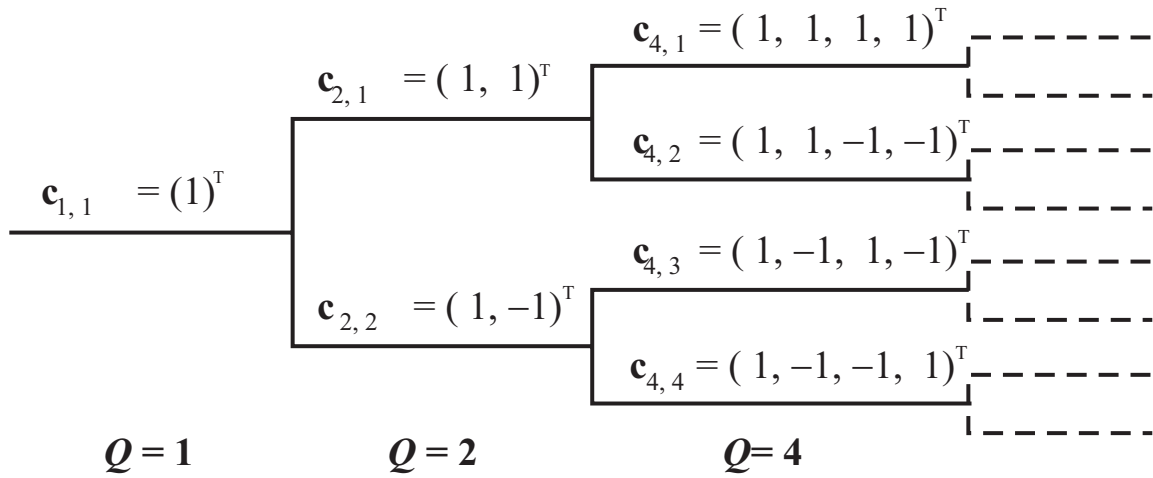 c4, 1 = ( 1, 1, 1, 1)T
c2, 1 = ( 1, 1)T
c4, 2 = ( 1, 1, −1, −1)T
c1, 1 = (1)T
c4, 3 = ( 1, −1, 1, −1)T
c2, 2 = ( 1, −1)T
c4, 4 = ( 1, −1, −1, 1)T
Q = 1 Q = 2 Q= 4